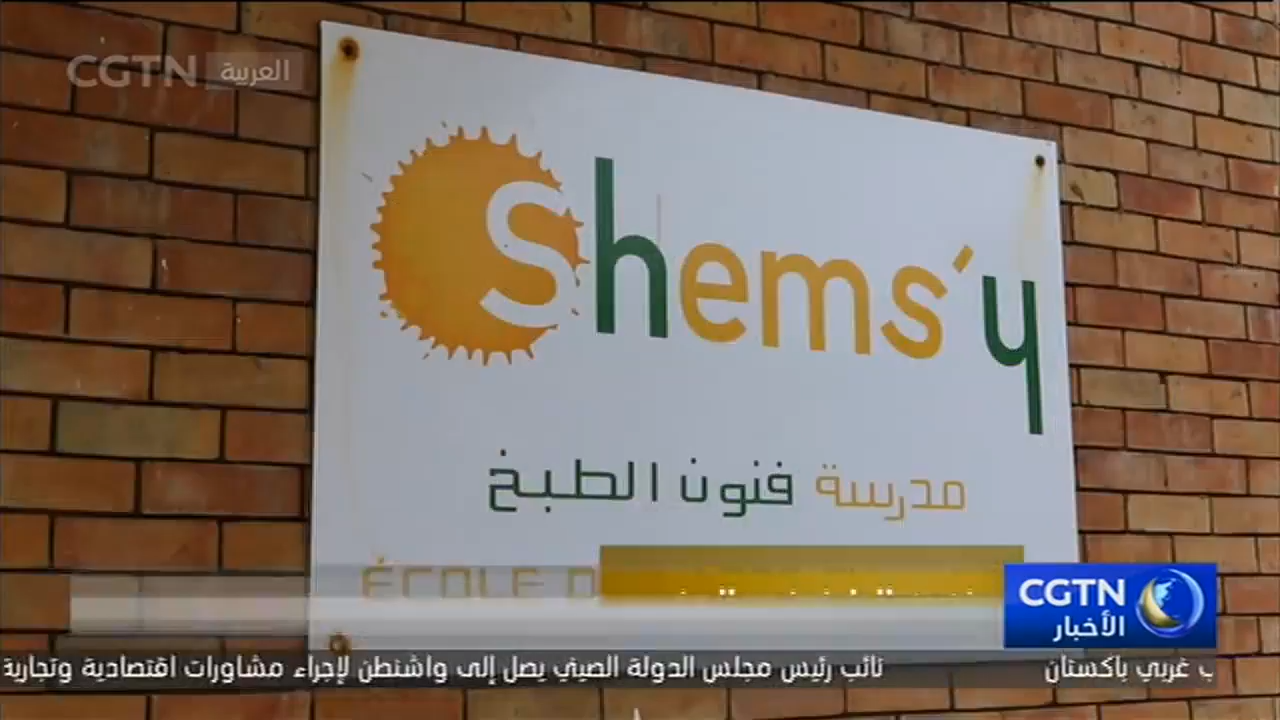 CGTN العربية
Shems'y
مدرسة فنون الطبخ
ÉCOLE D
CGTN
الأخبار
ب غربي باكستان
نائب رئيس مجلس الدولة الصيني يصل إلى واشنطن لإجراء مشاورات اقتصادية وتجارية